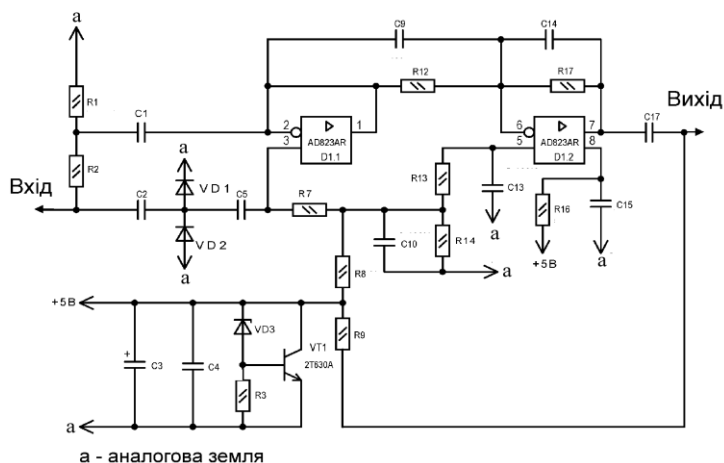 a
C9
C14
R12
R17
R1
C1
2
1
6
7
C17
Вихід
3
AD823AR
D1.1
5
AD823AR
8
D1.2
R2
Вхід
C2
VD1
a
C5
R7
R13
C13
a
R16
C15
VD2
a
C10
R14
a
+5В
a
R8
+5В
VD3
R9
+
C3
C4
VT1
2T630A
R3
a
а - аналогова земля